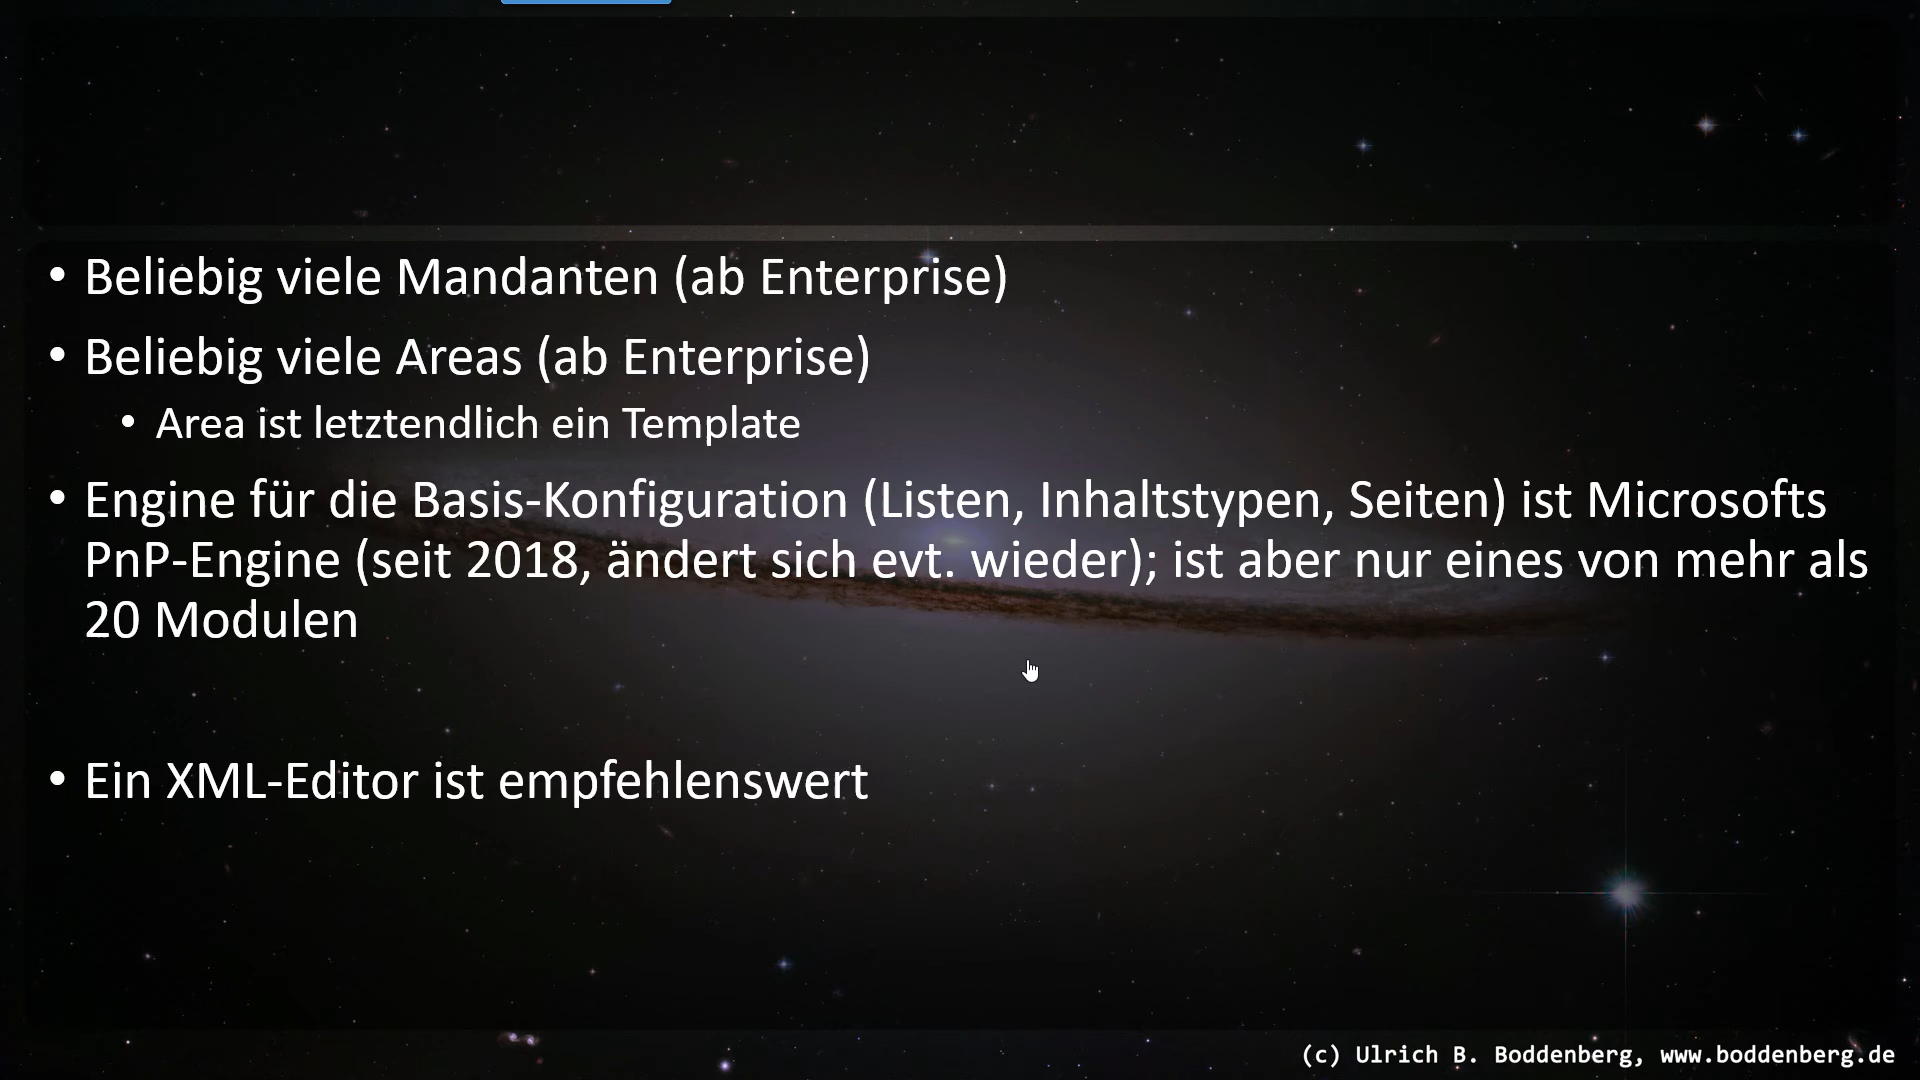 • Beliebig viele Mandanten (ab Enterprise)
• Beliebig viele Areas (ab Enterprise)
• Area ist letztendlich ein Template
• Engine für die Basis-Konfiguration (Listen, Inhaltstypen, Seiten) ist Microsofts
PnP-Engine (seit 2018, ändert sich evt. wieder); ist aber nur eines von mehr als
20 Modulen
• Ein XML-Editor ist empfehlenswert
(c) Ulrich B. Boddenberg, www.boddenberg.de